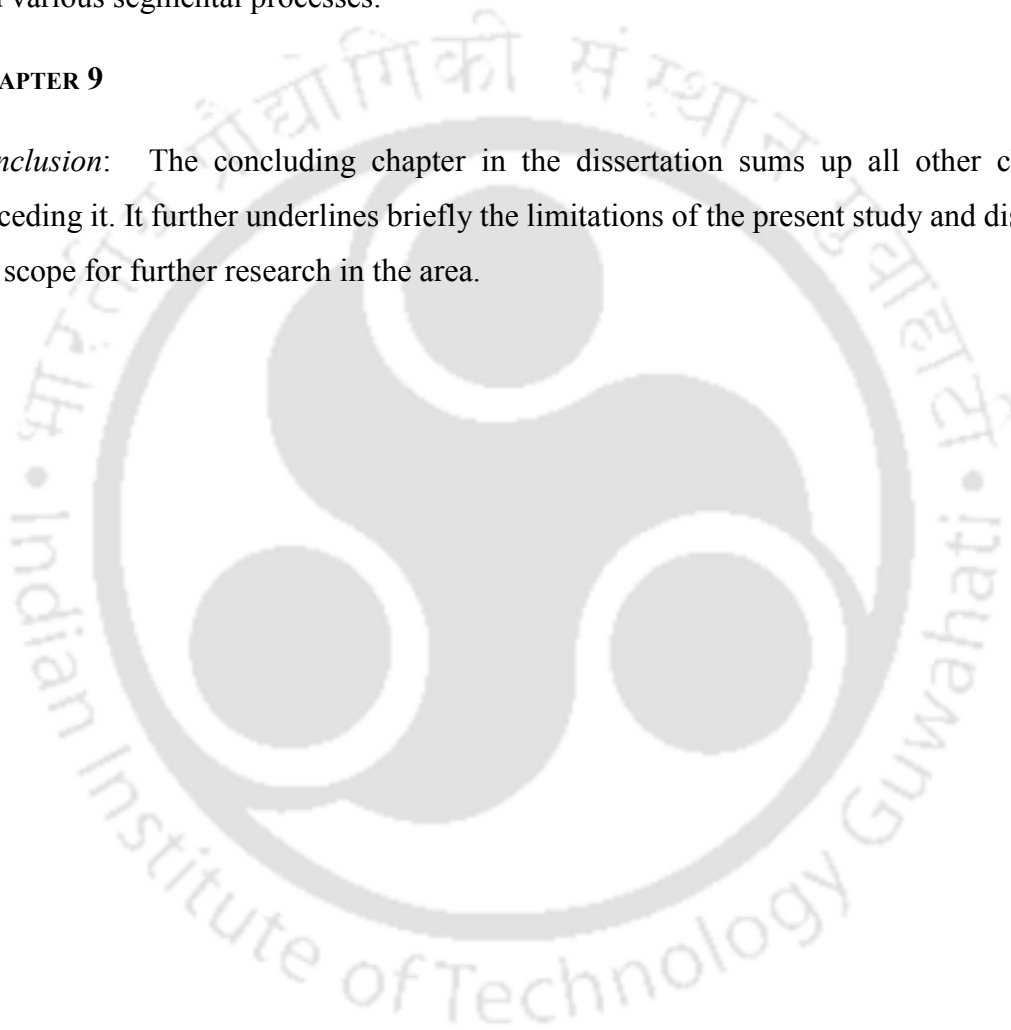 various segmental processes.
APTER 9
nclusion: The concluding chapter in the dissertation sums up all other c
ceding it. It further underlines briefly the limitations of the present study and dis
scope for further research in the area.
भारतीय प्रौद्योगिकी संस्थान गुवाहाटी
Indian Institute of Technology Guwahati